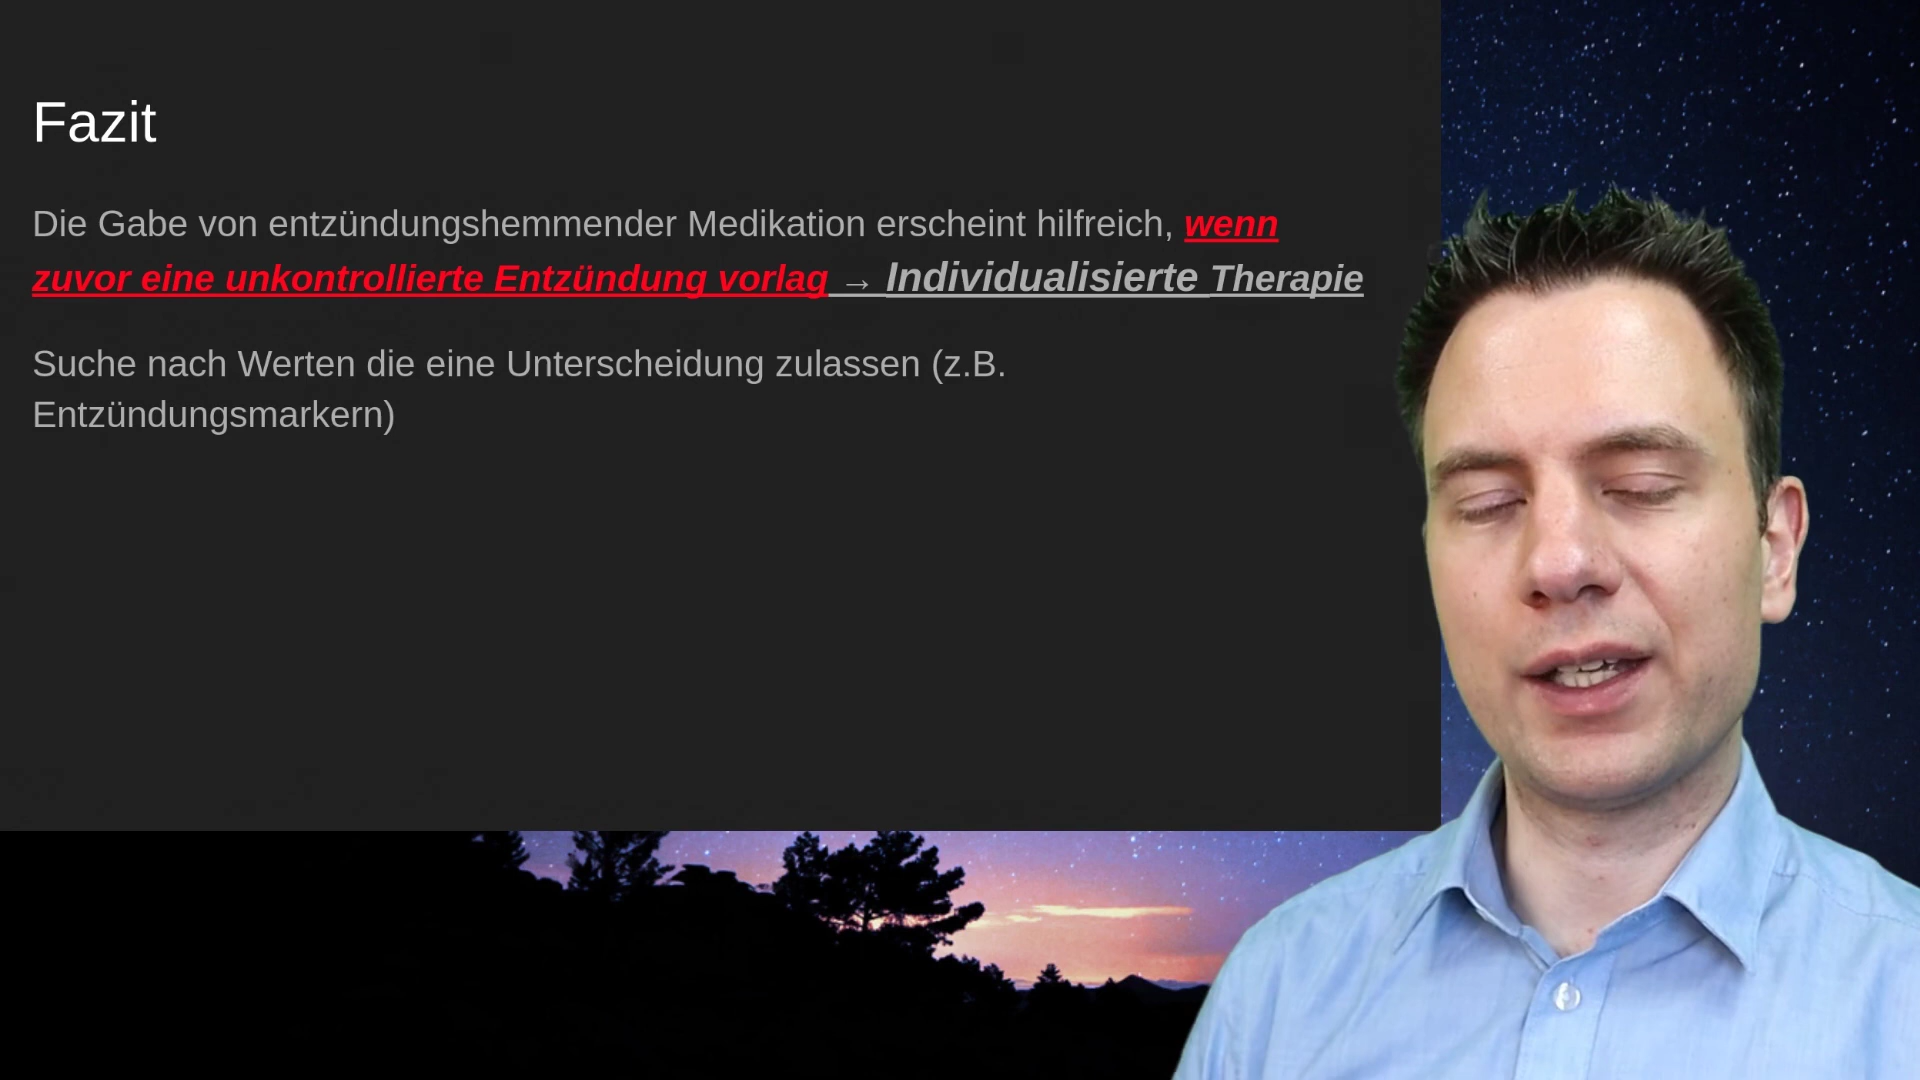 Fazit
Die Gabe von entzündungshemmender Medikation erscheint hilfreich, wenn
zuvor eine unkontrollierte Entzündung vorlag → Individualisierte Therapie
Suche nach Werten die eine Unterscheidung zulassen (z.B.
Entzündungsmarkern)